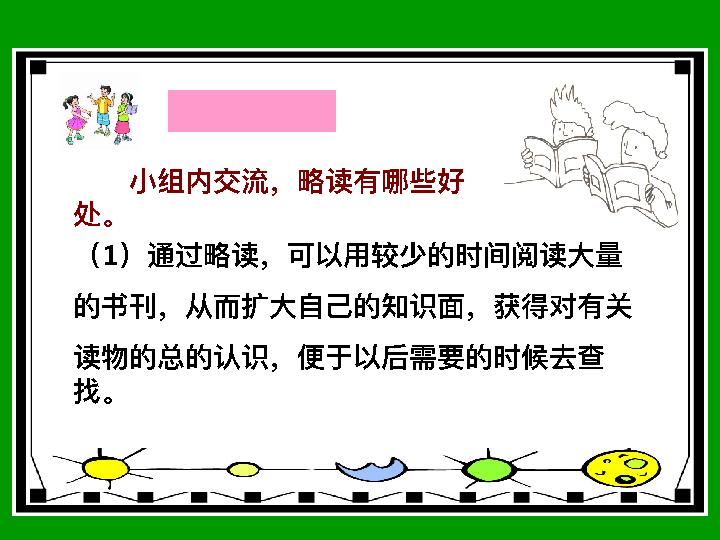 小组内交流，略读有哪些好
处。
（1）通过略读，可以用较少的时间阅读大量
的书刊，从而扩大自己的知识面，获得对有关
读物的总的认识，便于以后需要的时候去查
找。